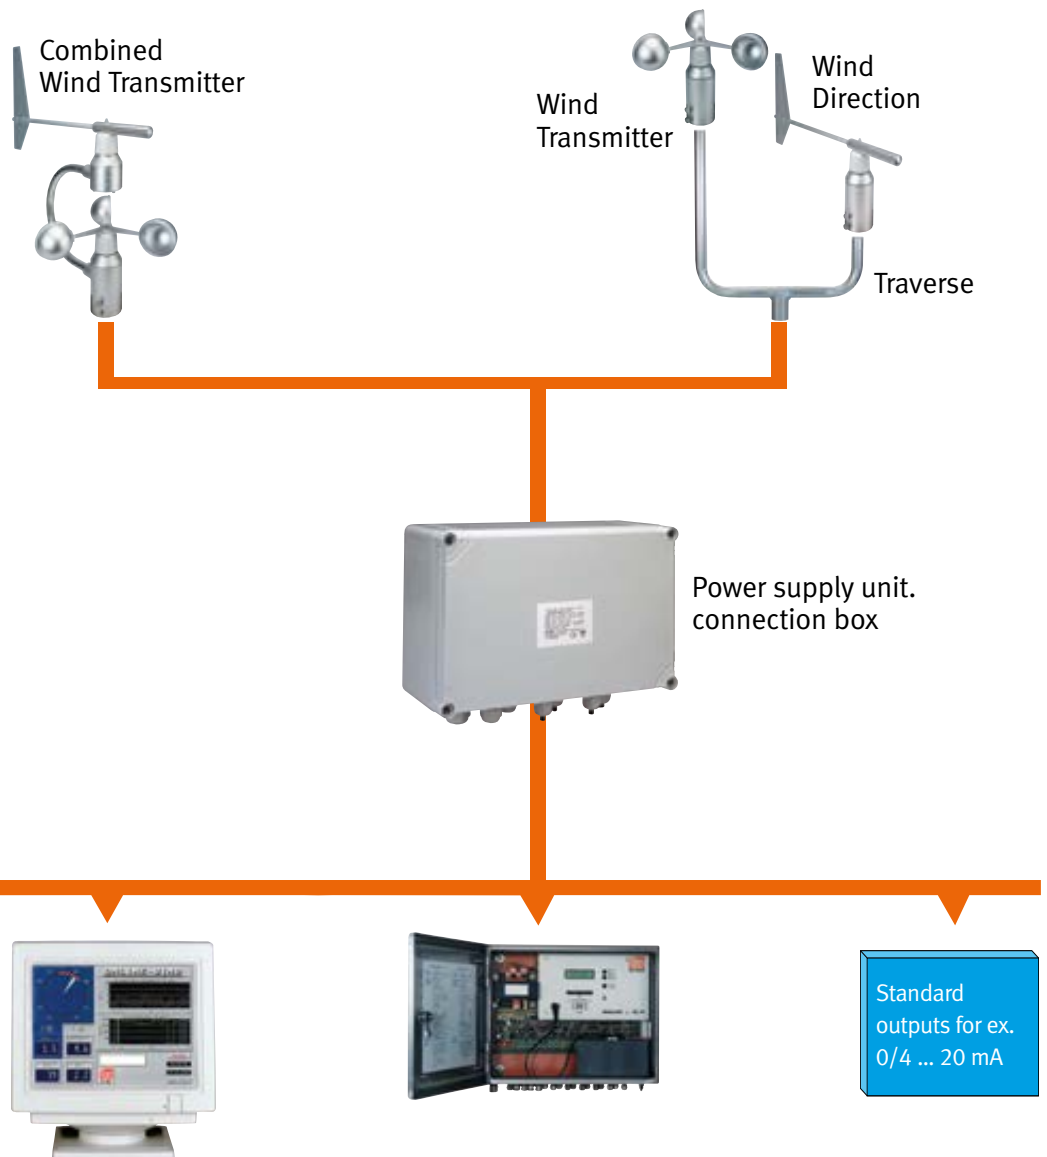 Combined
Wind Transmitter
Wind
Transmitter
Wind
Direction
Traverse
Power supply unit.
connection box
Standard
outputs for ex.
0/4 ... 20 mA